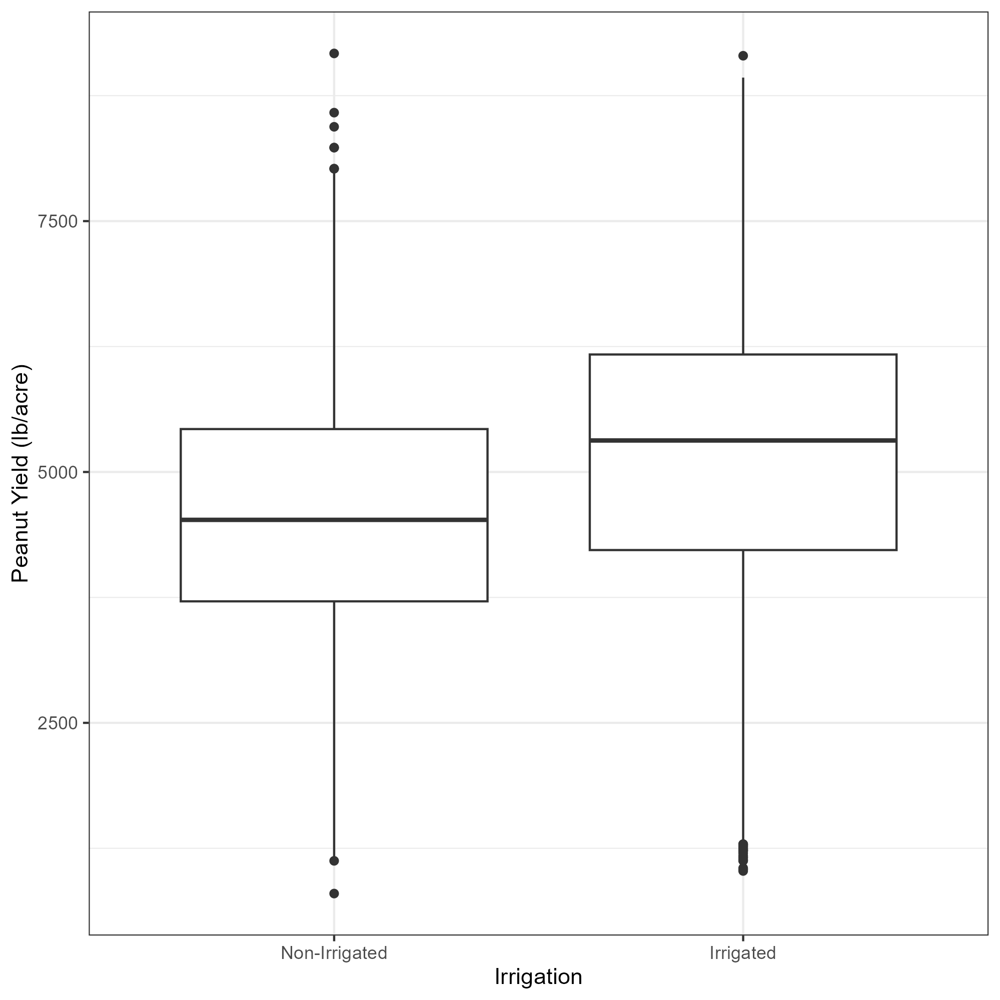 Peanut Yield (lb/acre)
7500
5000
2500
Non-Irrigated
Irrigated
Irrigation